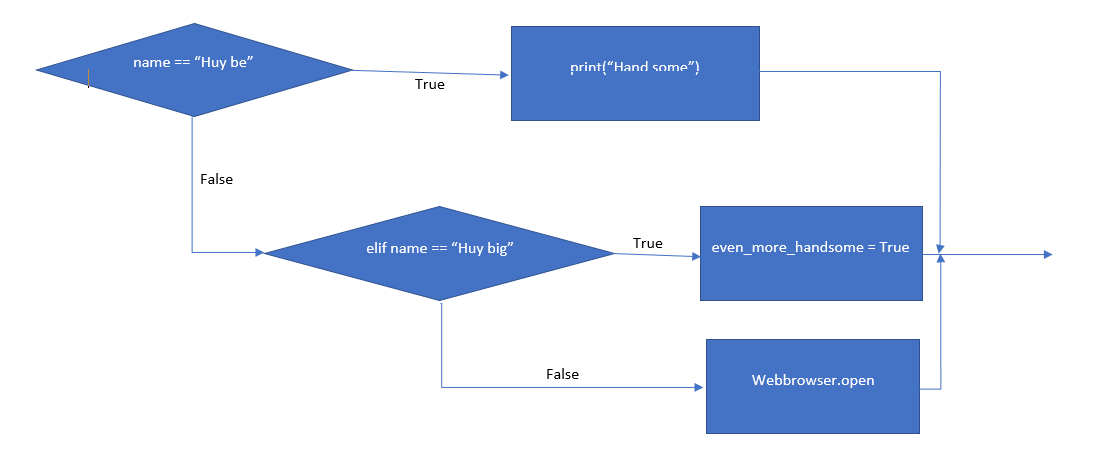 name == “Huy be”
True
print(“Hand some”)
False
elif name == “Huy big”
True
even_more_handsome = True
False
Webbrowser.open